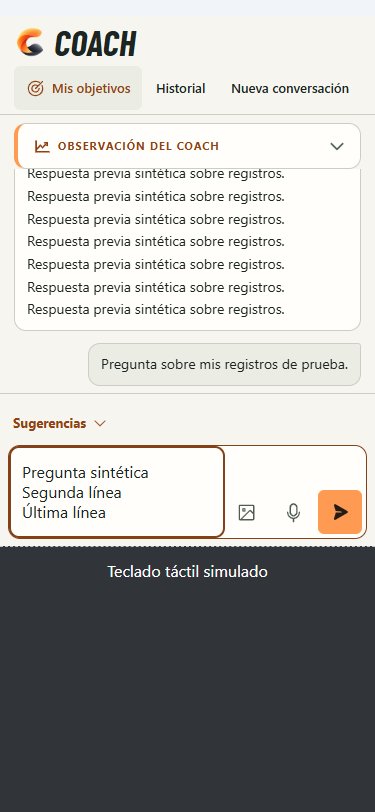 COACH
Mis objetivos Historial Nueva conversación
OBSERVACIÓN DEL COACH
Respuesta previa sintética sobre registros.
Respuesta previa sintética sobre registros.
Respuesta previa sintética sobre registros.
Respuesta previa sintética sobre registros.
Respuesta previa sintética sobre registros.
Respuesta previa sintética sobre registros.
Respuesta previa sintética sobre registros.
Pregunta sobre mis registros de prueba.
Sugerencias
Pregunta sintética
Segunda línea
Última línea
Teclado táctil simulado